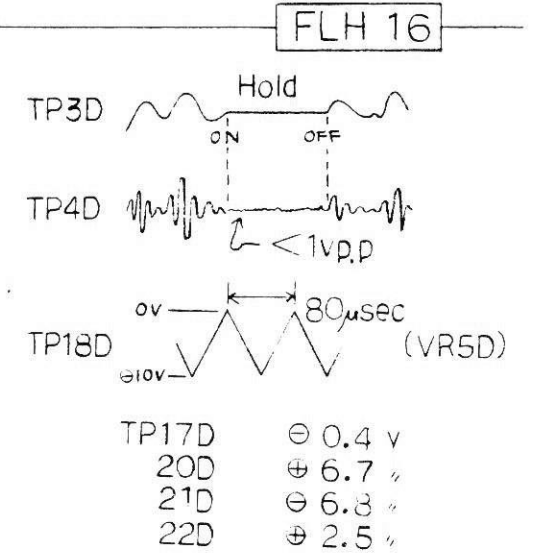 FLH 16
Hold
TP3D
ON OFF
TP4D
<1vp.p
0V 80μsec
TP18D (VR5D)
⊖10V
TP17D ⊖ 0.4 V
20D ⊕ 6.7 〃
21D ⊖ 6.8 〃
22D ⊕ 2.5 〃